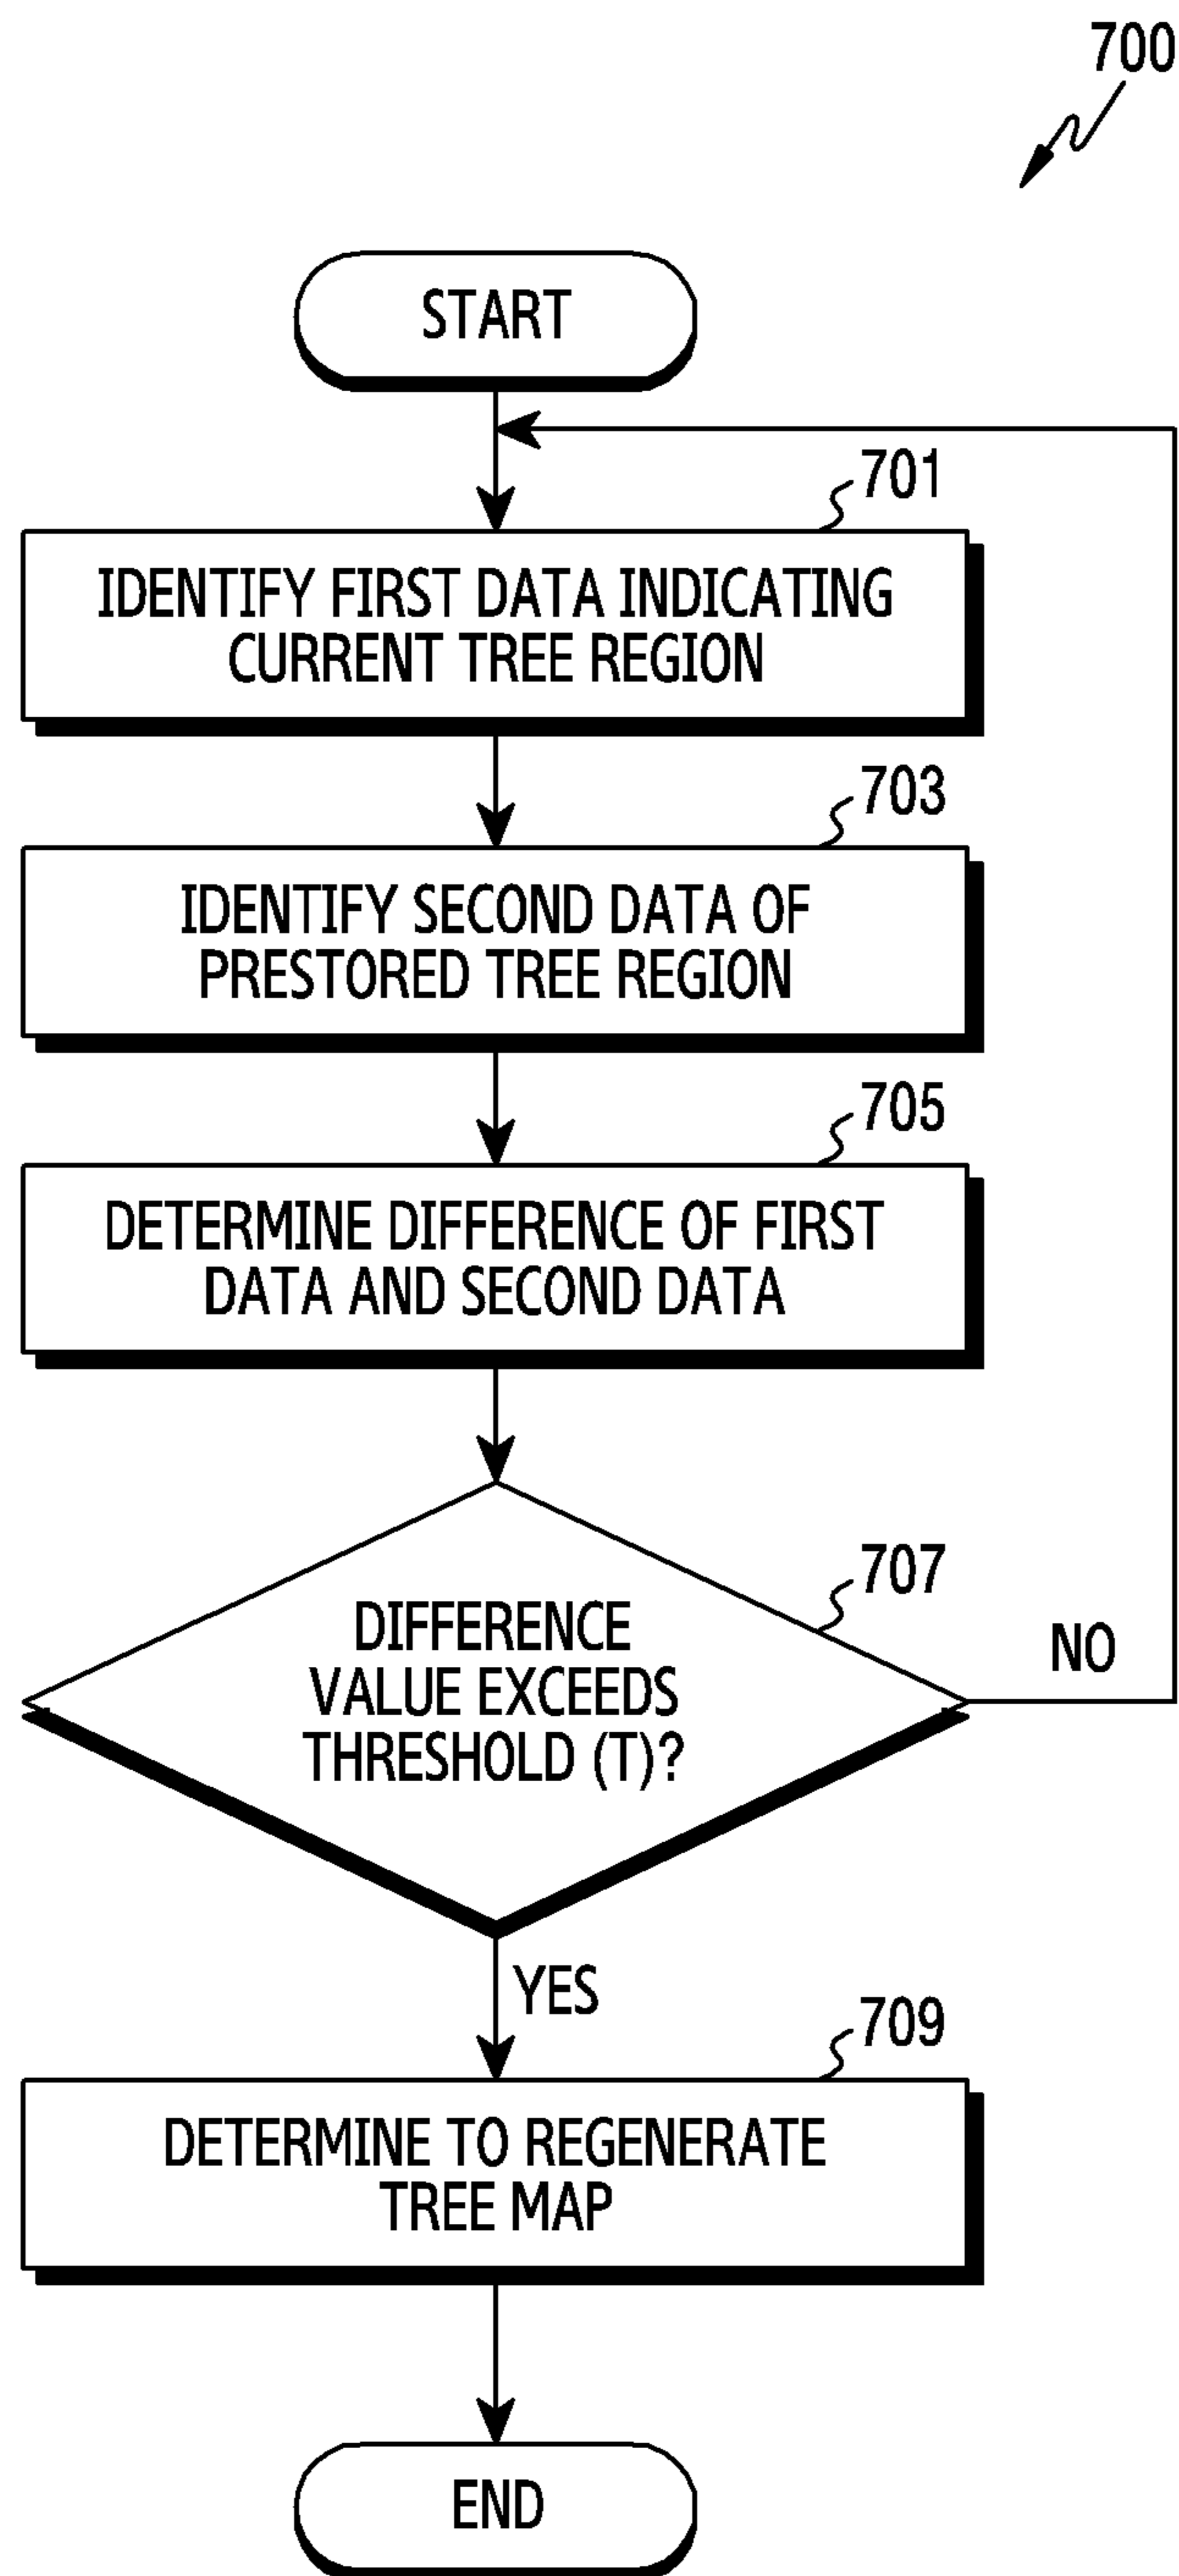 700
START
701
IDENTIFY FIRST DATA INDICATING
CURRENT TREE REGION
703
IDENTIFY SECOND DATA OF
PRESTORED TREE REGION
705
DETERMINE DIFFERENCE OF FIRST
DATA AND SECOND DATA
707
DIFFERENCE
VALUE EXCEEDS
THRESHOLD (T)?
NO
YES
709
DETERMINE TO REGENERATE
TREE MAP
END